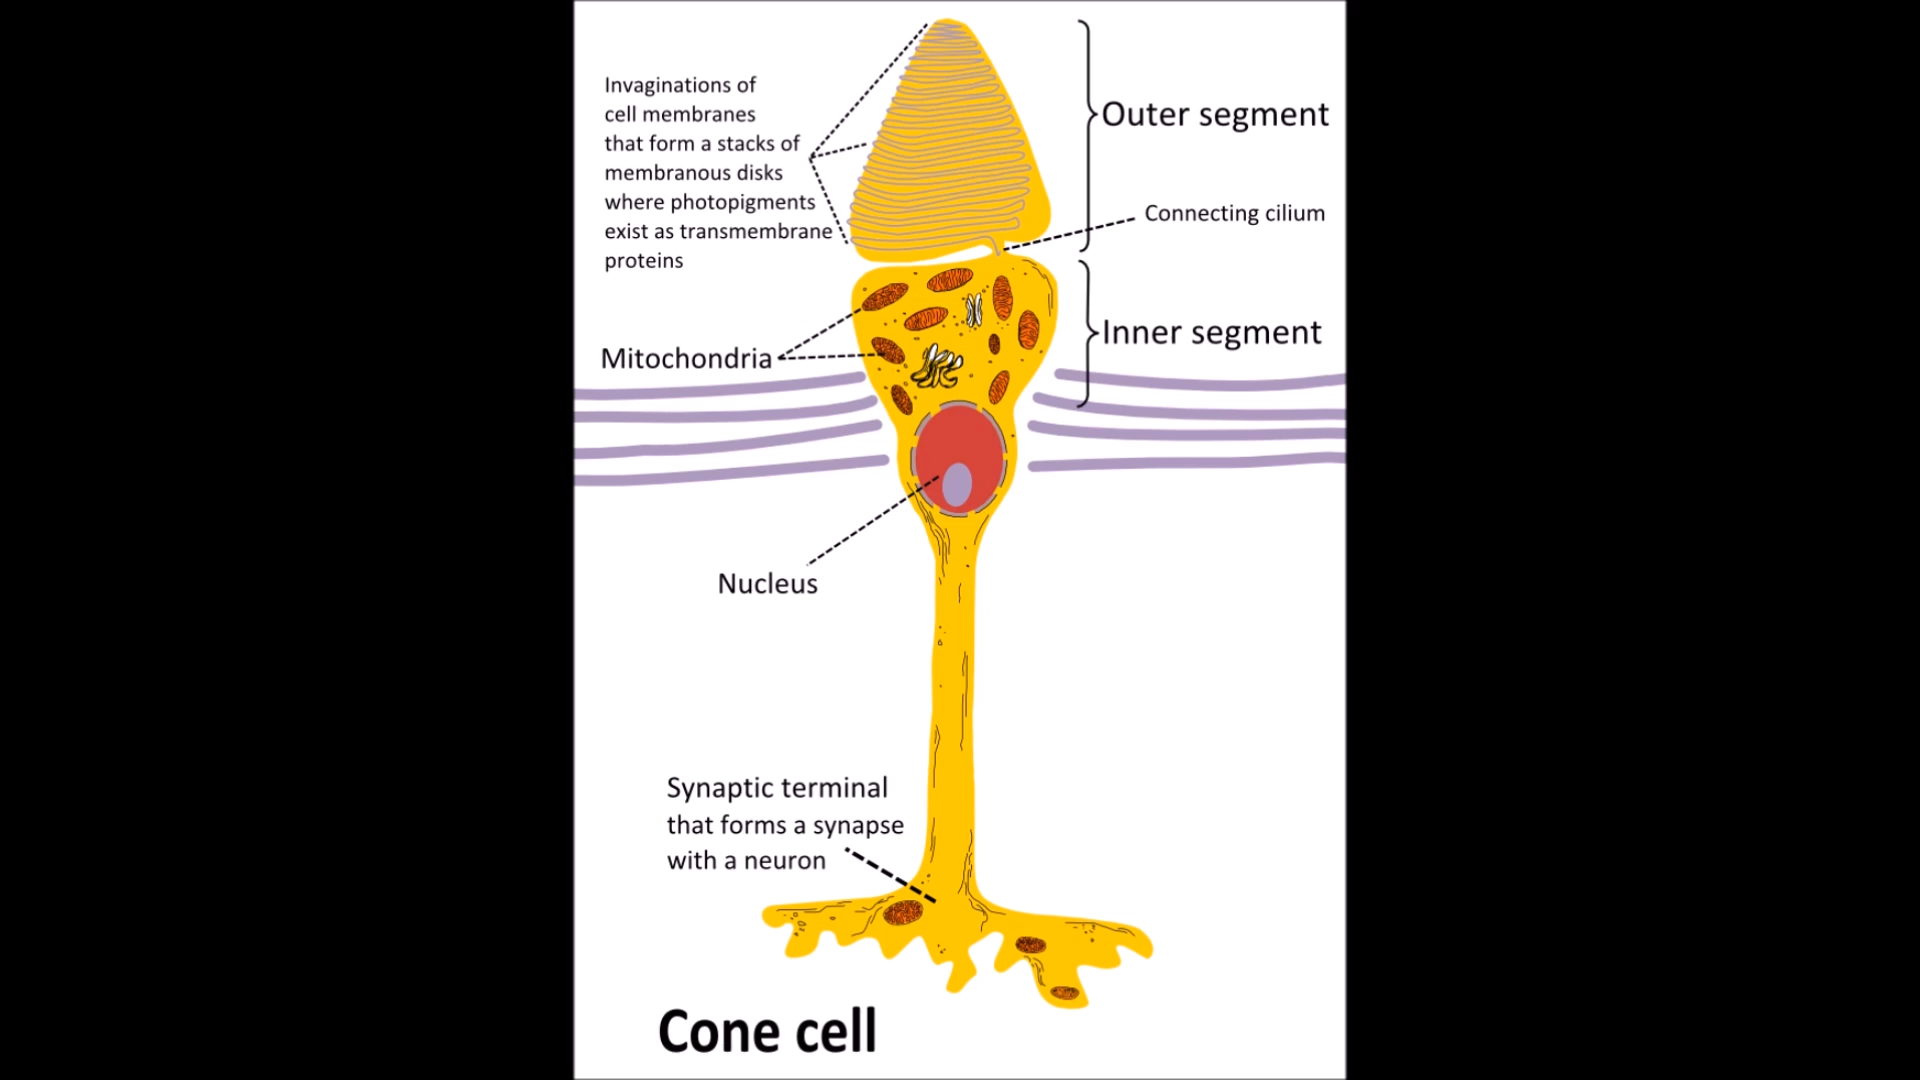 Invaginations of
cell membranes
that form a stacks of
membranous disks
where photopigments
exist as transmembrane
proteins
Outer segment
Connecting cilium
Inner segment
Mitochondria
Nucleus
Synaptic terminal
that forms a synapse
with a neuron
Cone cell